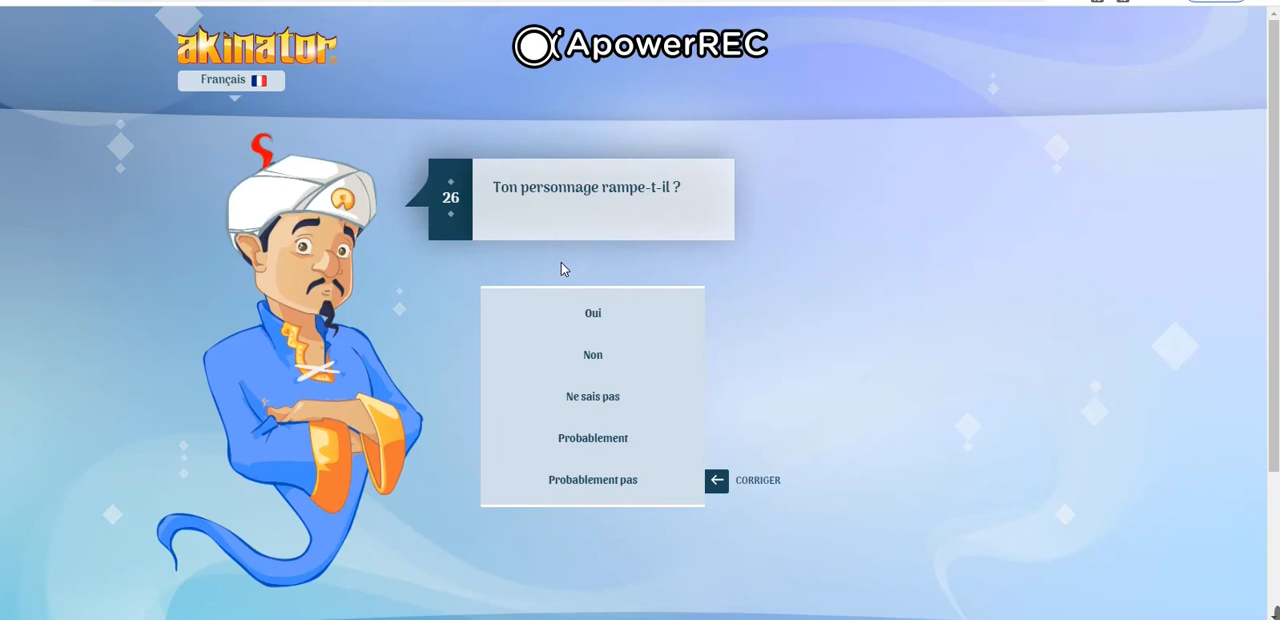 akinator
ApowerREC
Français
26
Ton personnage rampe-t-il ?
Oui
Non
Ne sais pas
Probablement
Probablement pas
CORRIGER